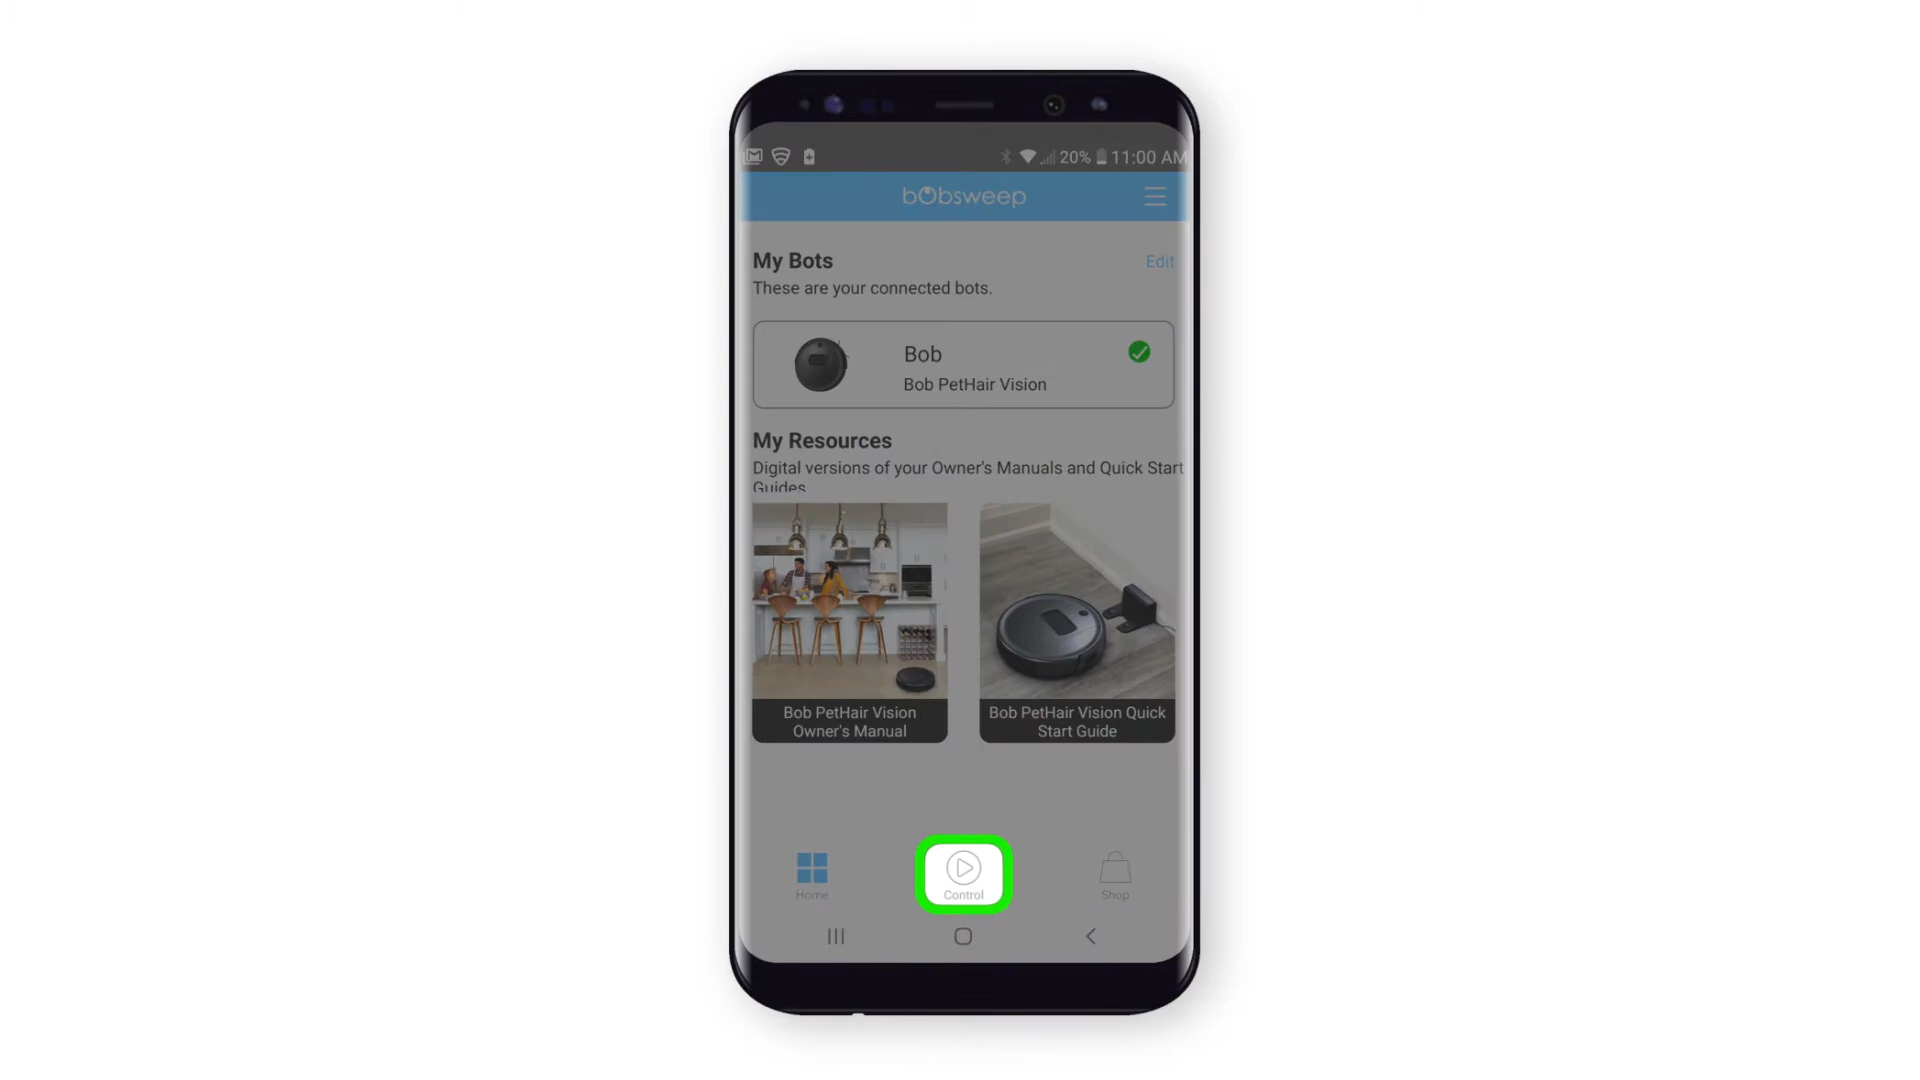 20% 11:00 AM
bobsweep
My Bots
Edit
These are your connected bots.
Bob
Bob PetHair Vision
My Resources
Digital versions of your Owner's Manuals and Quick Start
Guides
Bob PetHair Vision
Owner's Manual
Bob PetHair Vision Quick
Start Guide
Home
Control
Shop